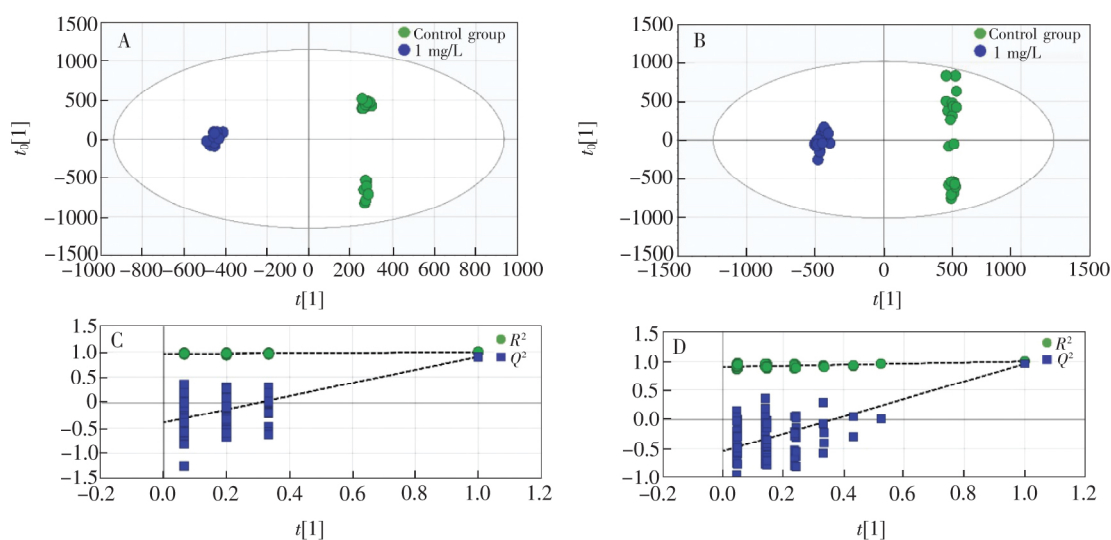 A
Control group
1 mg/L
1500
1000
500
0
−500
−1000
−1500
t₀[1]
−1000 −800 −600 −400 −200 0 200 400 600 800 1000
t[1]
B
Control group
1 mg/L
1500
1000
500
0
500
1000
−1500
t₀[1]
−1500 −1000 −500 0 500 1000 1500
t[1]
C
R²
Q²
1.5
1.0
0.5
0
−0.5
−1.0
−1.5
−0.2 0.0 0.2 0.4 0.6 0.8 1.0 1.2
t[1]
D
R²
Q²
1.5
1.0
0.5
0.0
−0.5
−1.0
−0.2 0.0 0.2 0.4 0.6 0.8 1.0 1.2
t[1]